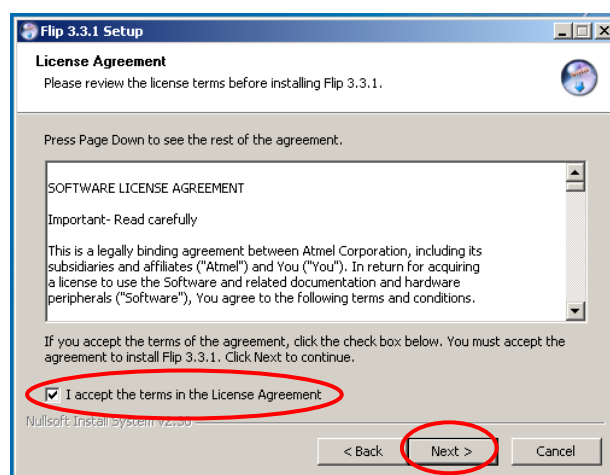 Flip 3.3.1 Setup
License Agreement
Please review the license terms before installing Flip 3.3.1.
Press Page Down to see the rest of the agreement.
SOFTWARE LICENSE AGREEMENT
Important- Read carefully
This is a legally binding agreement between Atmel Corporation, including its
subsidiaries and affiliates ("Atmel") and You ("You"). In return for acquiring
a license to use the Software and related documentation and hardware
peripherals ("Software"), You agree to the following terms and conditions.
If you accept the terms of the agreement, click the check box below. You must accept the
agreement to install Flip 3.3.1. Click Next to continue.
I accept the terms in the License Agreement
Nullsoft Install System
< Back Next > Cancel